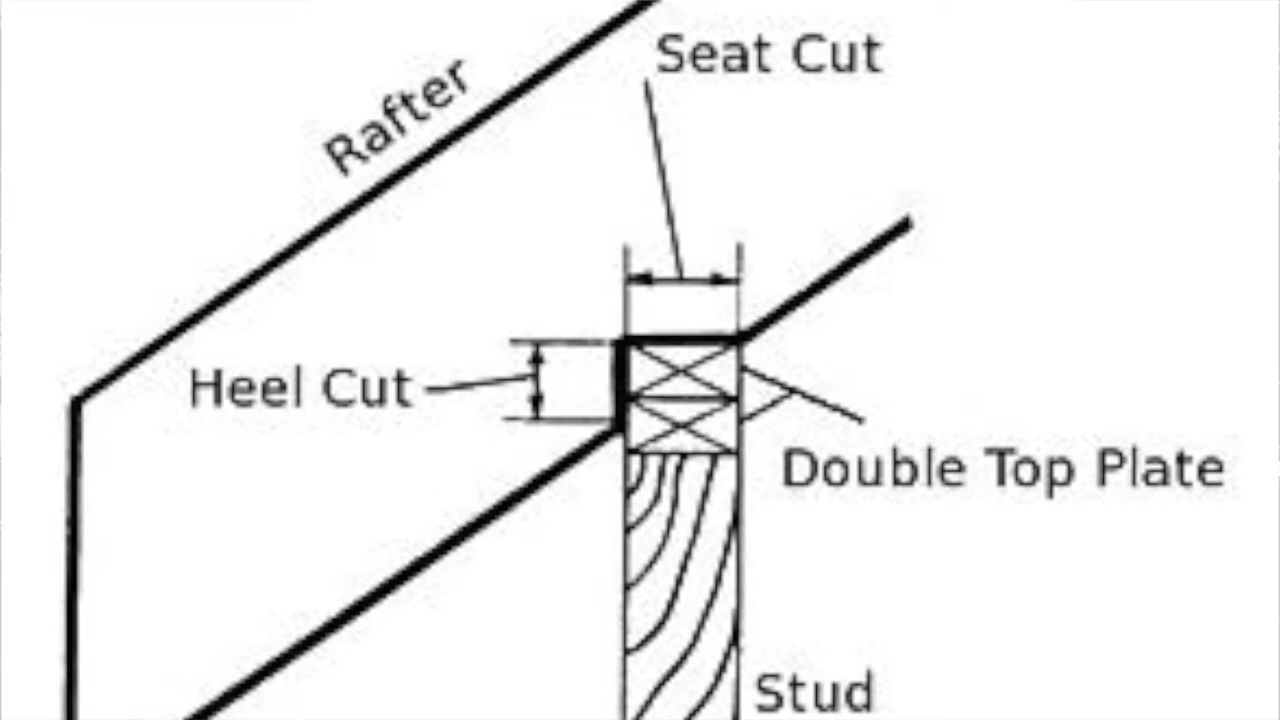 Seat Cut
Rafter
Heel Cut
Double Top Plate
Stud